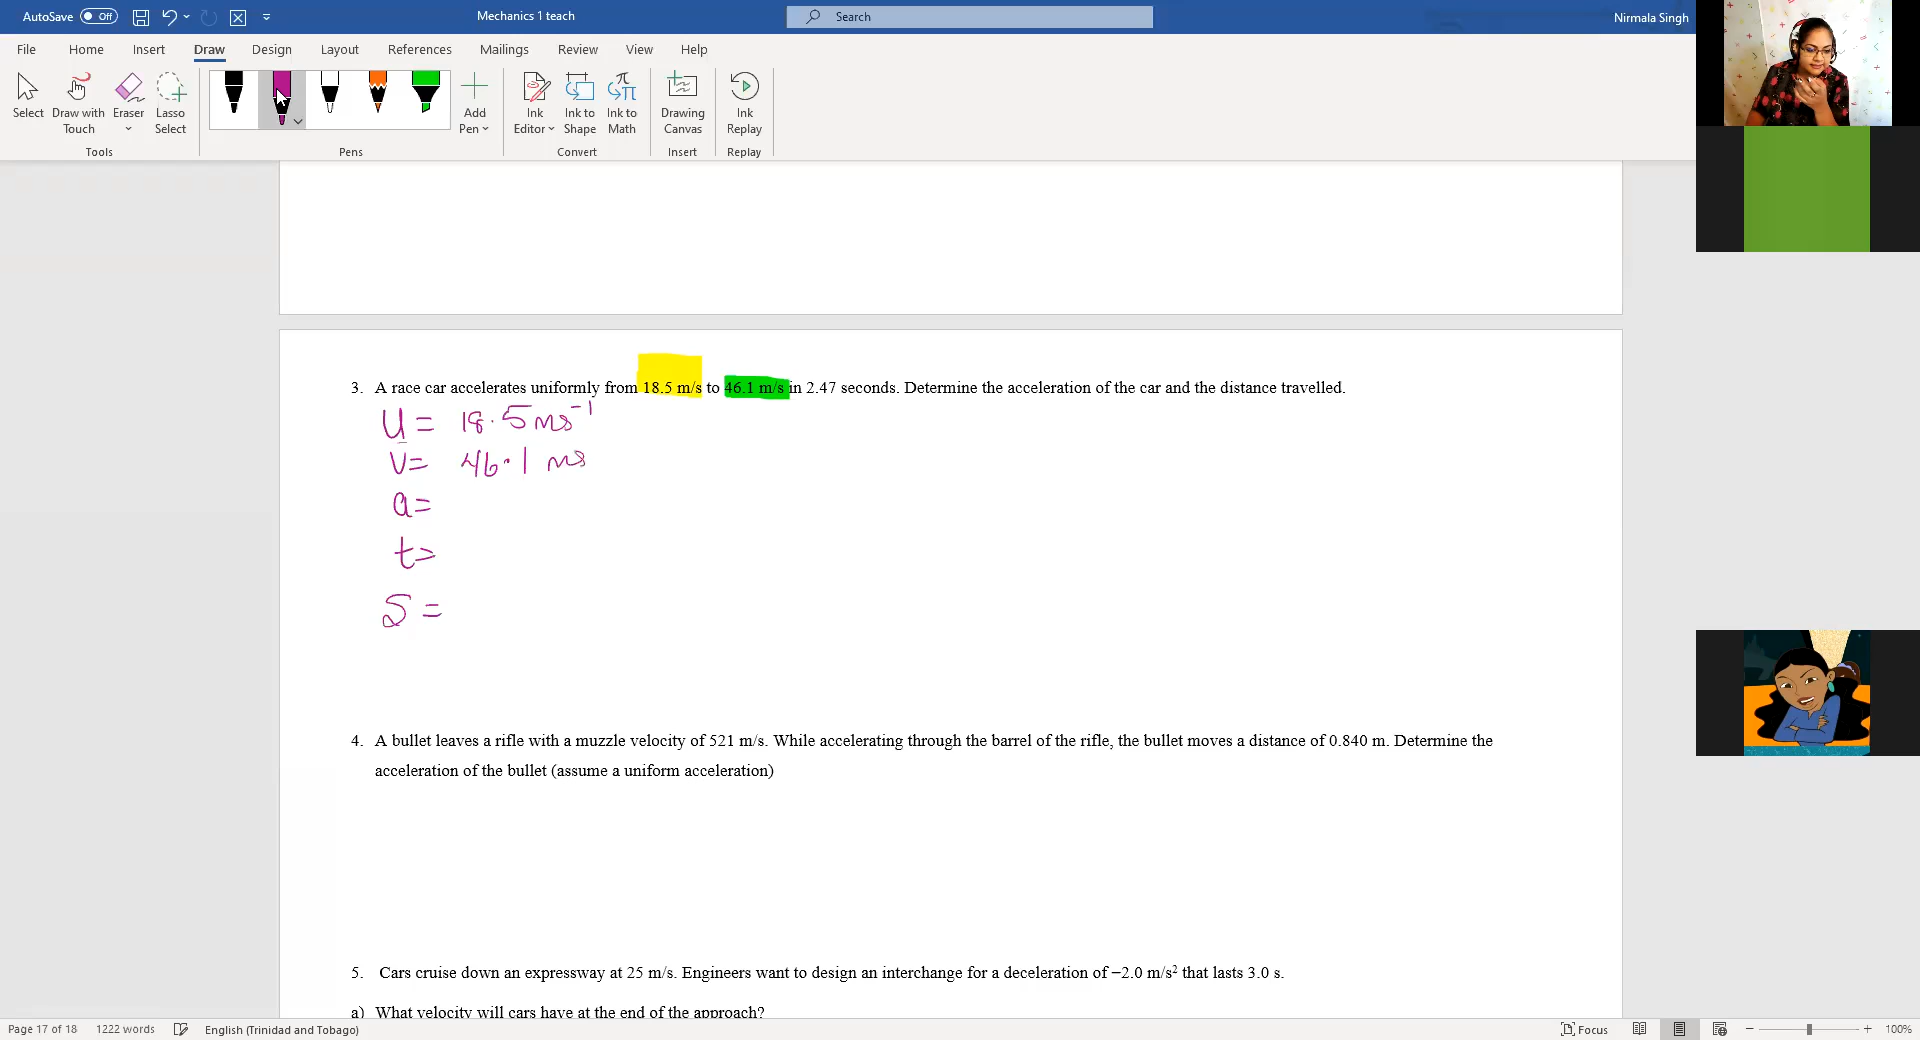 AutoSave Off
Mechanics 1 teach
Search
Nirmala Singh
File Home Insert Draw Design Layout References Mailings Review View Help
Select
Draw with Touch
Eraser
Lasso Select
Add Pen
Ink Editor
Ink to Shape
Ink to Math
Drawing Canvas
Ink Replay
Tools Pens Convert Insert Replay
3. A race car accelerates uniformly from 18.5 m/s to 46.1 m/s in 2.47 seconds. Determine the acceleration of the car and the distance travelled.
u = 18.5 ms⁻¹
v = 46.1 ms
a =
t =
S =
4. A bullet leaves a rifle with a muzzle velocity of 521 m/s. While accelerating through the barrel of the rifle, the bullet moves a distance of 0.840 m. Determine the
acceleration of the bullet (assume a uniform acceleration)
5. Cars cruise down an expressway at 25 m/s. Engineers want to design an interchange for a deceleration of −2.0 m/s² that lasts 3.0 s.
a) What velocity will cars have at the end of the approach?
Page 17 of 18 1222 words English (Trinidad and Tobago) Focus 100%